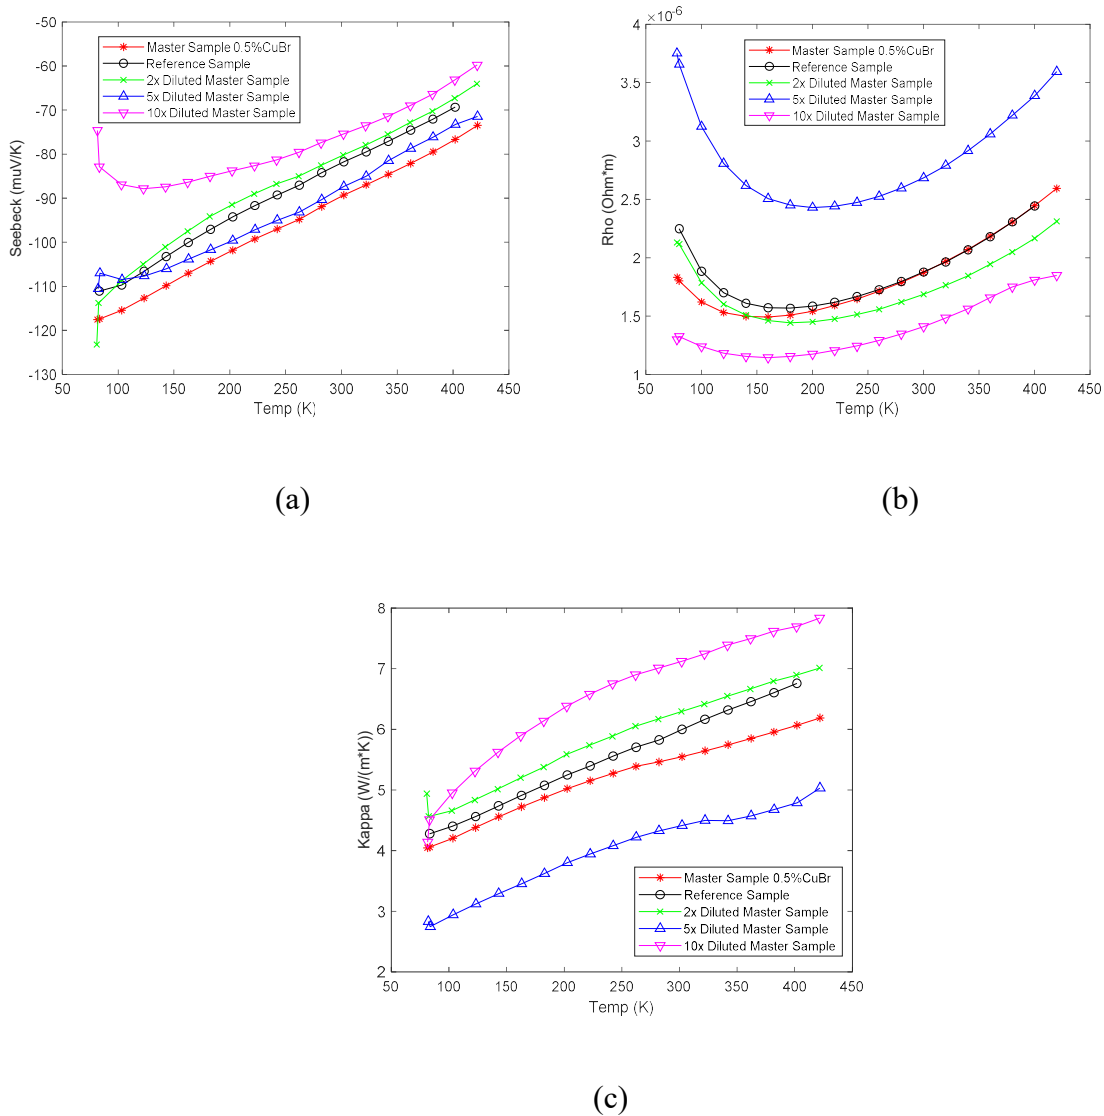 -50
-60
-70
-80
-90
-100
-110
-120
-130
Seebeck (muV/K)
Master Sample 0.5%CuBr
Reference Sample
2x Diluted Master Sample
5x Diluted Master Sample
10x Diluted Master Sample
50 100 150 200 250 300 350 400 450
Temp (K)
(a)
×10-6
4
3.5
3
2.5
2
1.5
1
Rho (Ohm*m)
Master Sample 0.5%CuBr
Reference Sample
2x Diluted Master Sample
5x Diluted Master Sample
10x Diluted Master Sample
50 100 150 200 250 300 350 400 450
Temp (K)
(b)
8
7
6
5
4
3
2
Kappa (W/(m*K))
Master Sample 0.5%CuBr
Reference Sample
2x Diluted Master Sample
5x Diluted Master Sample
10x Diluted Master Sample
50 100 150 200 250 300 350 400 450
Temp (K)
(c)